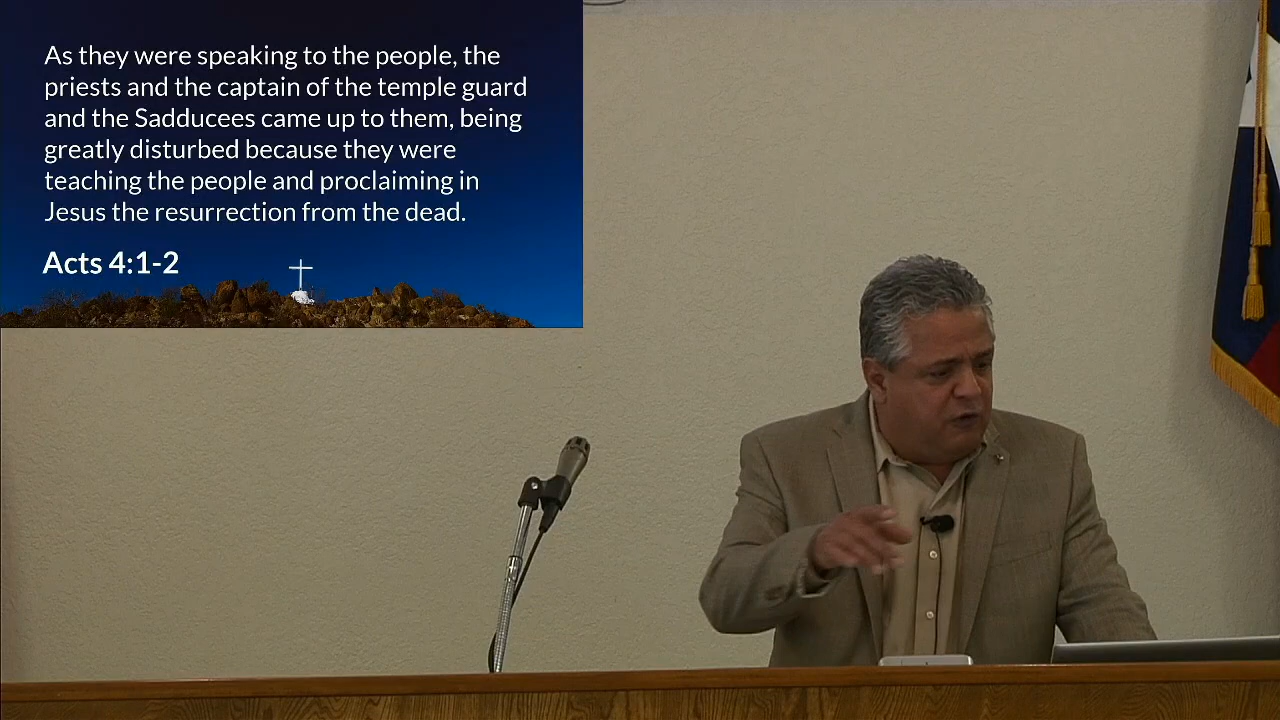 As they were speaking to the people, the
priests and the captain of the temple guard
and the Sadducees came up to them, being
greatly disturbed because they were
teaching the people and proclaiming in
Jesus the resurrection from the dead.
Acts 4:1-2